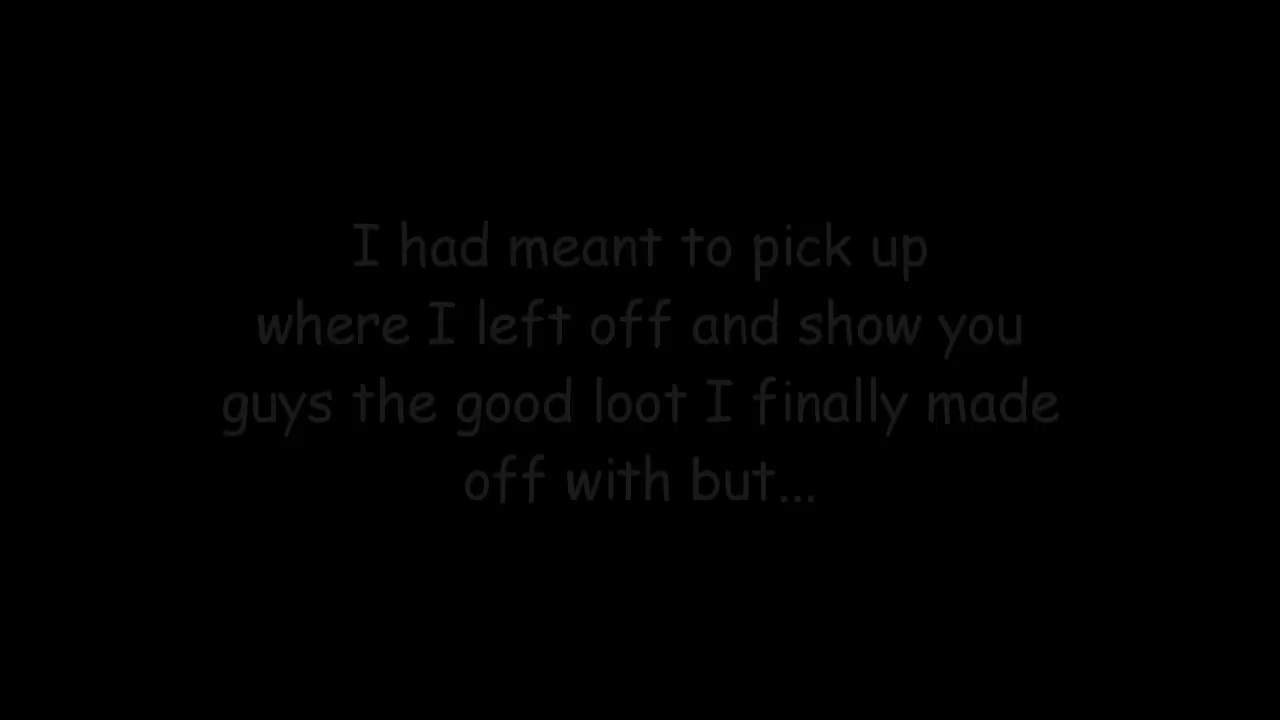 I had meant to pick up
where I left off and show you
guys the good loot I finally made
off with but...